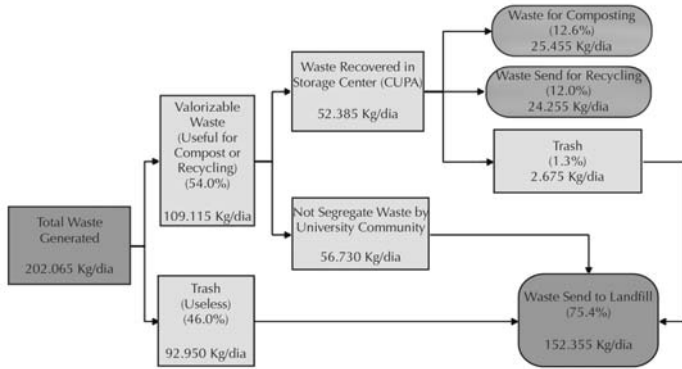 Waste for Composting
(12.6%)
25.455 Kg/dia
Waste Recovered in
Storage Center (CUPA)
52.385 Kg/dia
Waste Send for Recycling
(12.0%)
24.255 Kg/dia
Valorizable
Waste
(Useful for
Compost or
Recycling)
(54.0%)
109.115 Kg/dia
Trash
(1.3%)
2.675 Kg/dia
Total Waste
Generated
202.065 Kg/dia
Not Segregate Waste by
University Community
56.730 Kg/dia
Trash
(Useless)
(46.0%)
92.950 Kg/dia
Waste Send to Landfill
(75.4%)
152.355 Kg/dia